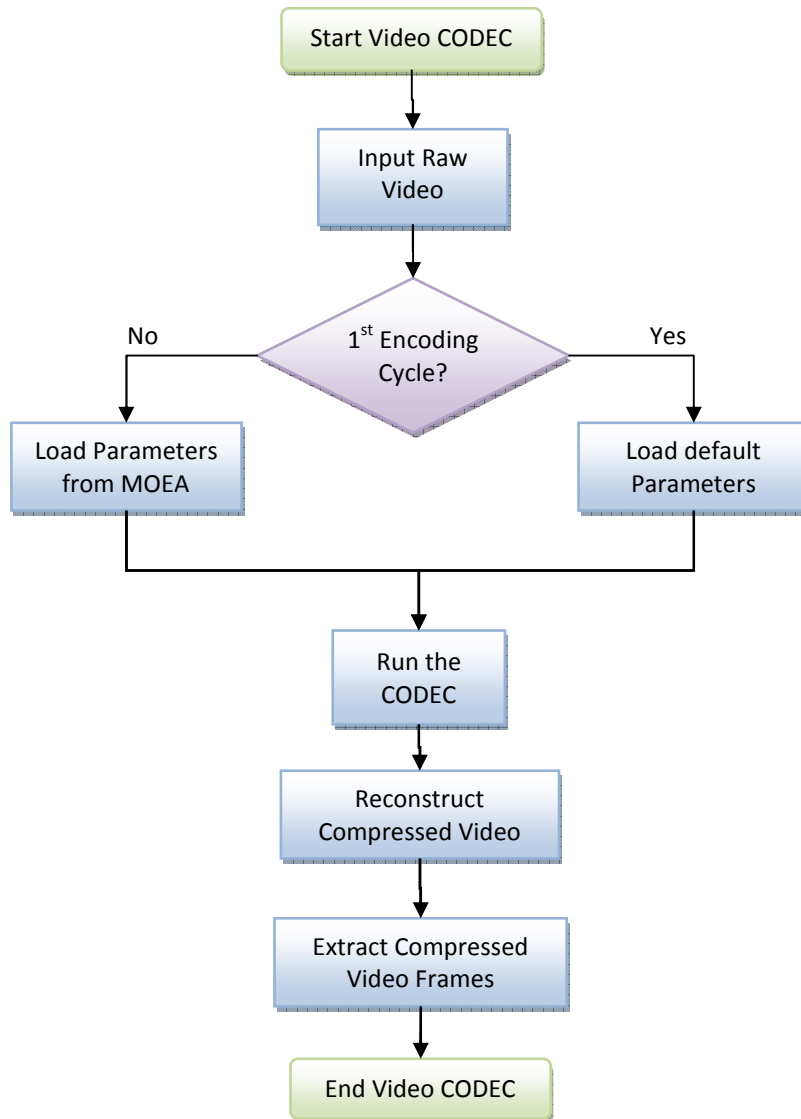 Start Video CODEC
Input Raw
Video
1st Encoding
Cycle?
No
Yes
Load Parameters
from MOEA
Load default
Parameters
Run the
CODEC
Reconstruct
Compressed Video
Extract Compressed
Video Frames
End Video CODEC